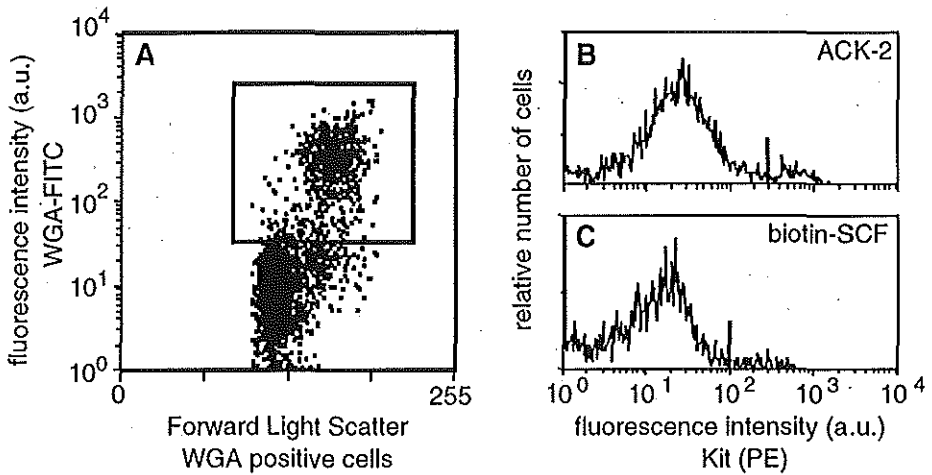 A
fluorescence intensity (a.u.)
WGA-FITC
10^4
10^3
10^2
10^1
10^0
0
255
Forward Light Scatter
WGA positive cells
relative number of cells
B
ACK-2
C
biotin-SCF
10^0
10^1
10^2
10^3
10^4
fluorescence intensity (a.u.)
Kit (PE)